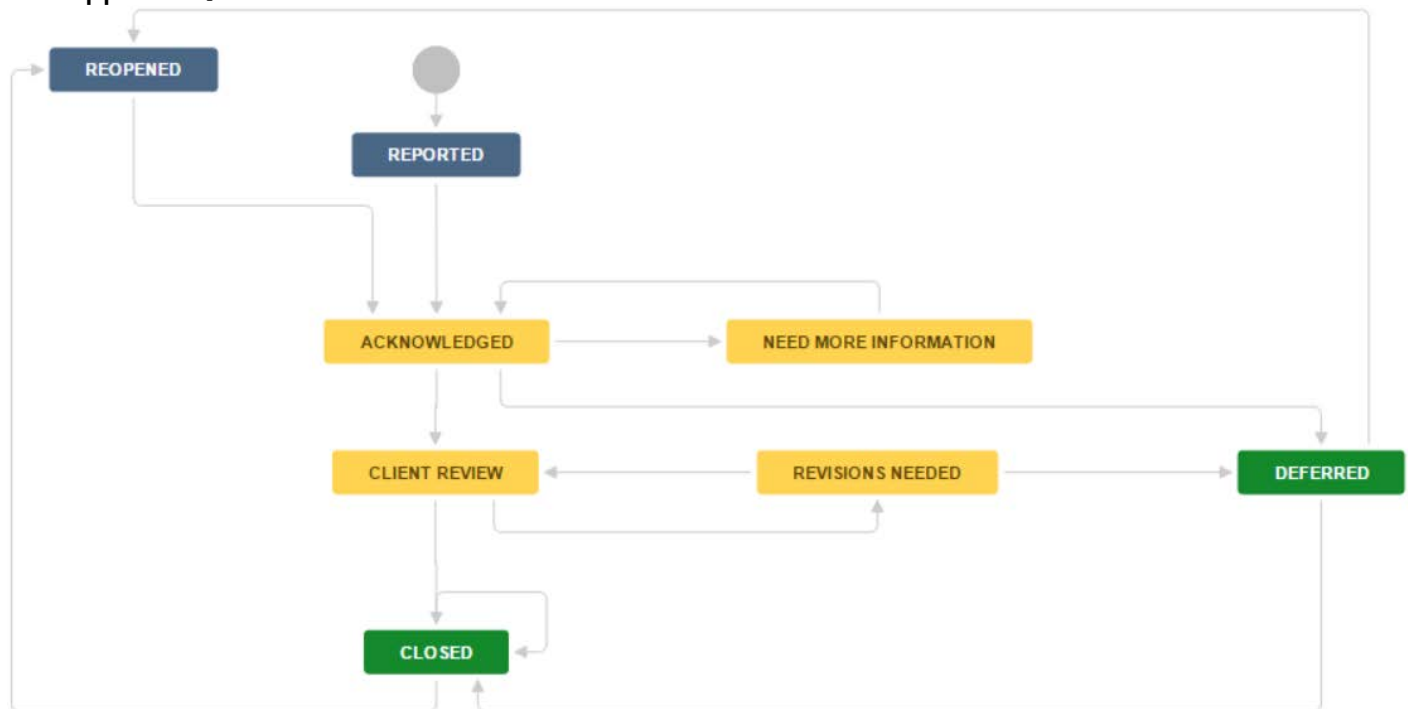 REOPENED
REPORTED
ACKNOWLEDGED
NEED MORE INFORMATION
CLIENT REVIEW
REVISIONS NEEDED
DEFERRED
CLOSED